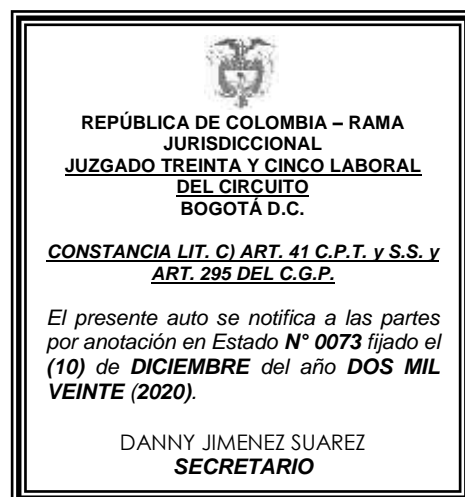 REPÚBLICA DE COLOMBIA – RAMA
JURISDICCIONAL
JUZGADO TREINTA Y CINCO LABORAL
DEL CIRCUITO
BOGOTÁ D.C.
CONSTANCIA LIT. C) ART. 41 C.P.T. y S.S. y
ART. 295 DEL C.G.P.
El presente auto se notifica a las partes
por anotación en Estado N° 0073 fijado el
(10) de DICIEMBRE del año DOS MIL
VEINTE (2020).
DANNY JIMENEZ SUAREZ
SECRETARIO